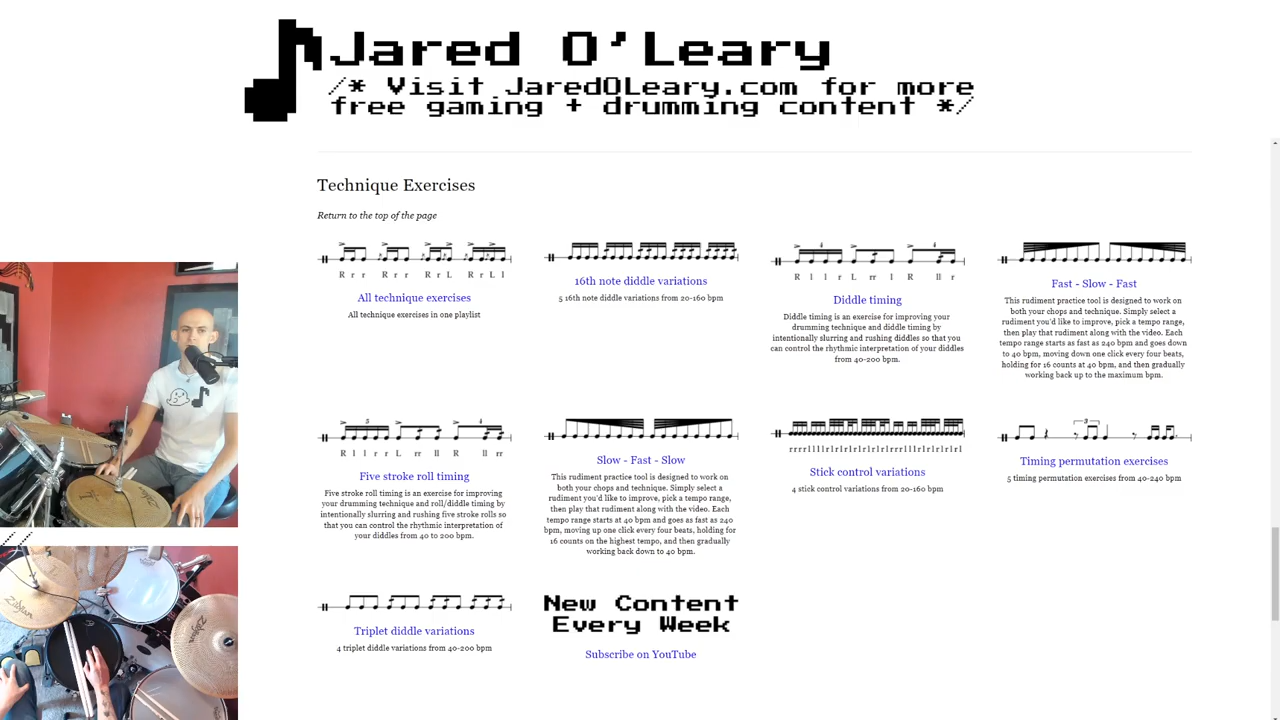 Jared O'Leary
/* Visit JaredOLeary.com for more
free gaming + drumming content */
Technique Exercises
Return to the top of the page
R r r R r r R r L R r L l
All technique exercises
All technique exercises in one playlist
16th note diddle variations
5 16th note diddle variations from 20-160 bpm
4 4
R l l r L rr l R ll r
Diddle timing
Diddle timing is an exercise for improving your
drumming technique and diddle timing by
intentionally slurring and rushing diddles so that you
can control the rhythmic interpretation of your diddles
from 40-200 bpm.
Fast - Slow - Fast
This rudiment practice tool is designed to work on
both your chops and technique. Simply select a
rudiment you'd like to improve, pick a tempo range,
then play that rudiment along with the video. Each
tempo range starts as fast as 240 bpm and goes down
to 40 bpm, moving down one click every four beats,
holding for 16 counts at 40 bpm, and then gradually
working back up to the maximum bpm.
5 4
R l l r r L rr ll R ll rr
Five stroke roll timing
Five stroke roll timing is an exercise for improving
your drumming technique and roll/diddle timing by
intentionally slurring and rushing five stroke rolls so
that you can control the rhythmic interpretation of
your diddles from 40 to 200 bpm.
Slow - Fast - Slow
This rudiment practice tool is designed to work on
both your chops and technique. Simply select a
rudiment you'd like to improve, pick a tempo range,
then play that rudiment along with the video. Each
tempo range starts at 40 bpm and goes as fast as 240
bpm, moving up one click every four beats, holding for
16 counts on the highest tempo, and then gradually
working back down to 40 bpm.
rrrrllllrlrlrlrlrrllrrllrlrlrlrl
Stick control variations
4 stick control variations from 20-160 bpm
3
Timing permutation exercises
5 timing permutation exercises from 40-240 bpm
Triplet diddle variations
4 triplet diddle variations from 40-200 bpm
New Content
Every Week
Subscribe on YouTube
Zildjian